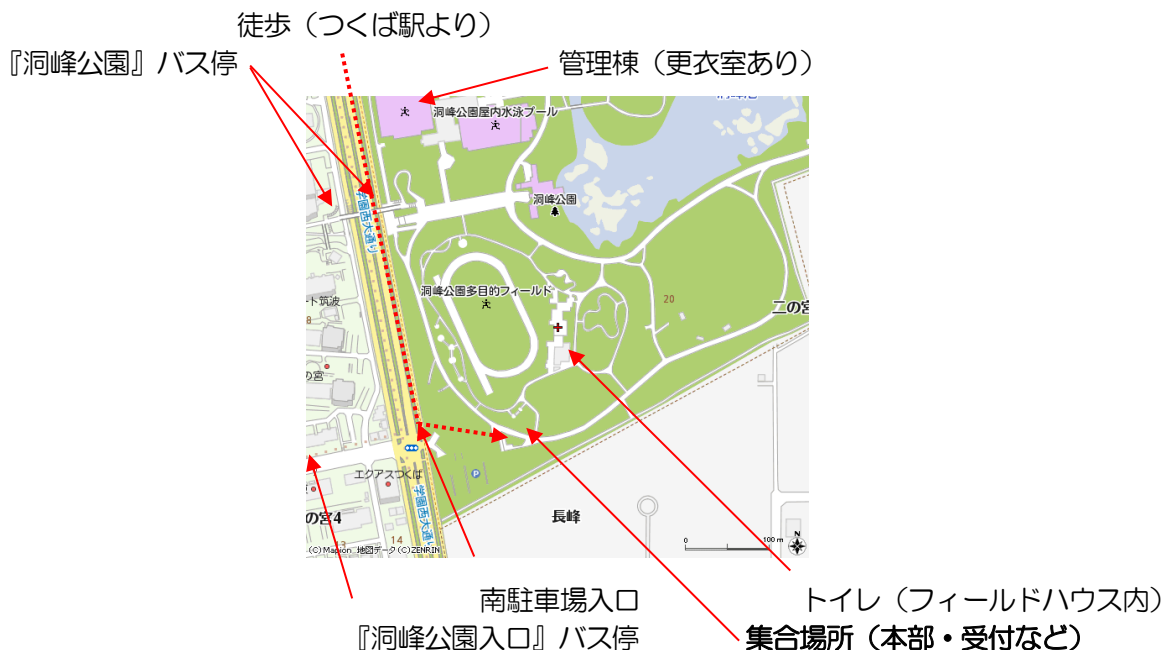 徒歩（つくば駅より）
『洞峰公園』バス停
管理棟（更衣室あり）
洞峰公園屋内水泳プール
洞峰公園
学園西大通り
洞峰公園多目的フィールド
ート筑波
20
二の宮
8
の宮
エクアスつくば
P
の宮4
学園西大通り
長峰
13
14
0
100 m
N
(C) Mapion 地図データ (C)ZENRIN
南駐車場入口
トイレ（フィールドハウス内）
『洞峰公園入口』バス停
集合場所（本部・受付など）